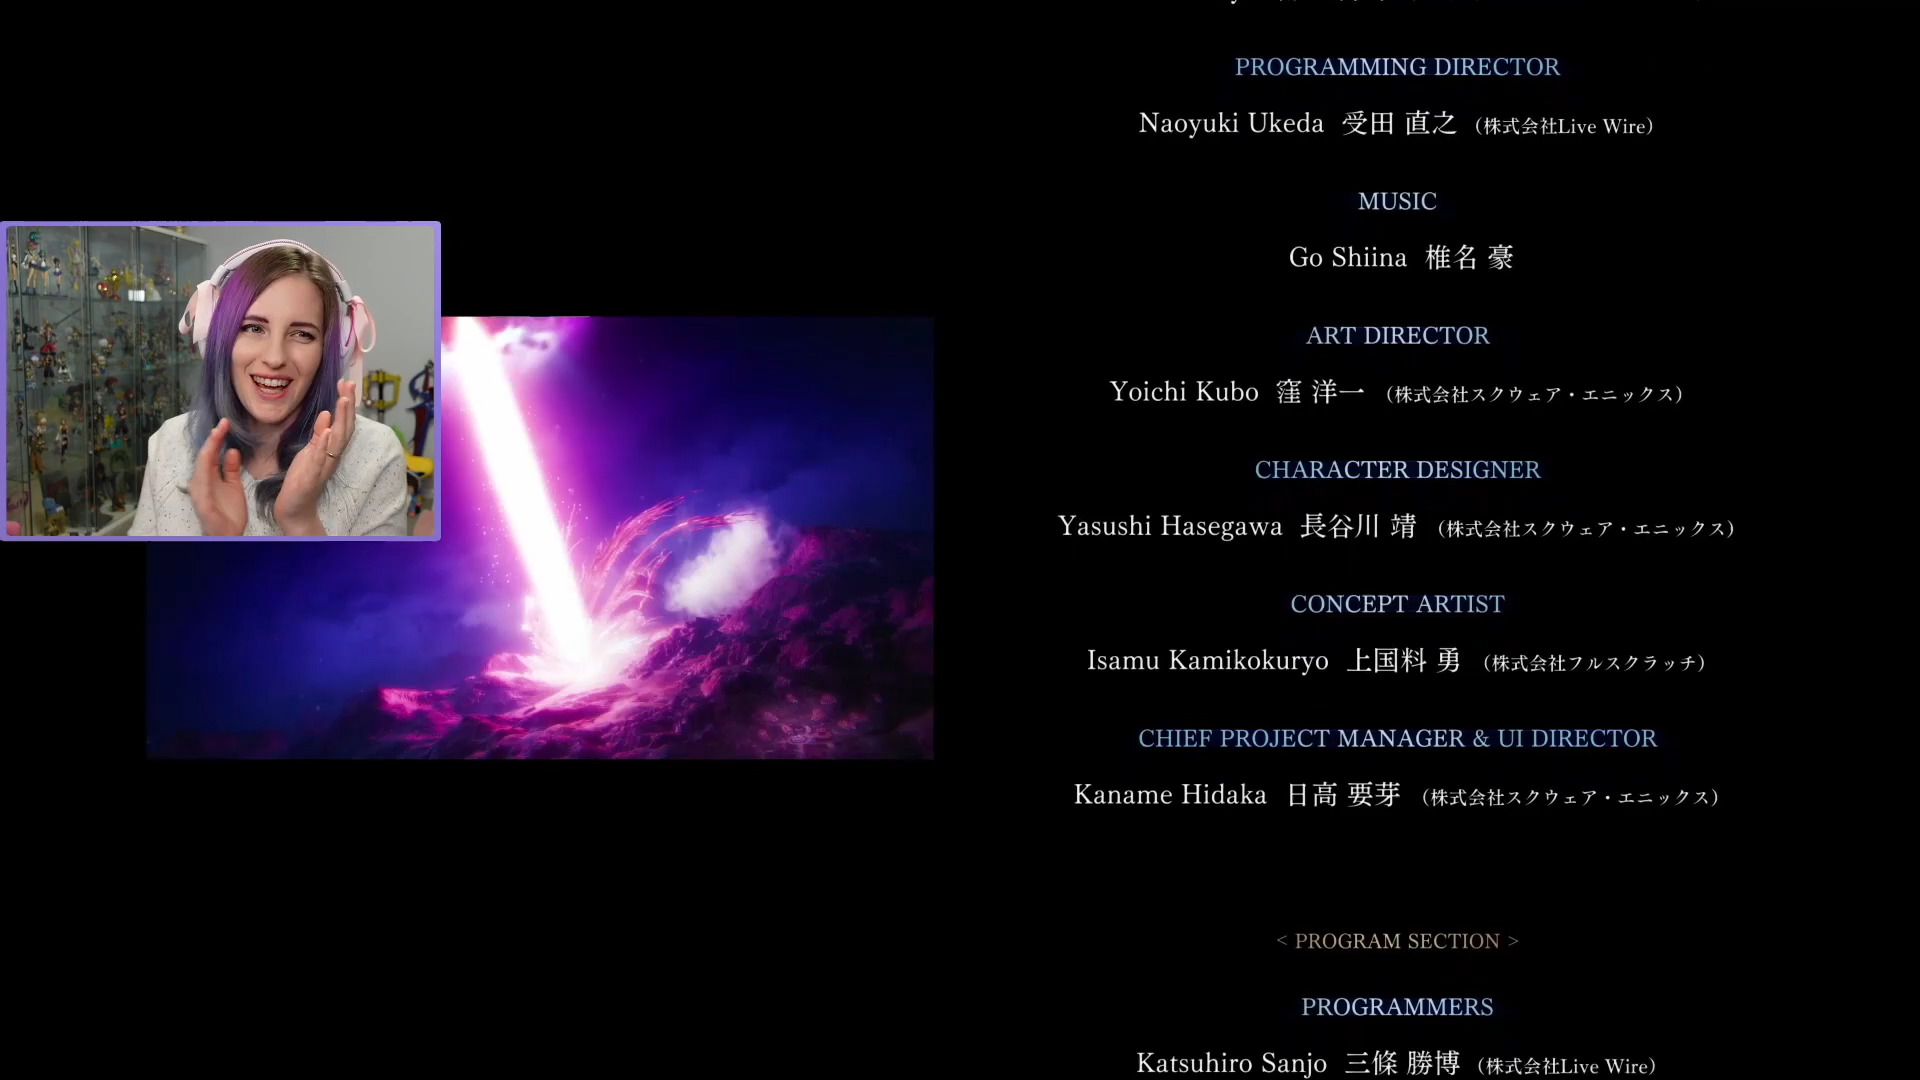 PROGRAMMING DIRECTOR
Naoyuki Ukeda 受田 直之 （株式会社Live Wire）
MUSIC
Go Shiina 椎名 豪
ART DIRECTOR
Yoichi Kubo 窪 洋一 （株式会社スクウェア・エニックス）
CHARACTER DESIGNER
Yasushi Hasegawa 長谷川 靖 （株式会社スクウェア・エニックス）
CONCEPT ARTIST
Isamu Kamikokuryo 上国料 勇 （株式会社フルスクラッチ）
CHIEF PROJECT MANAGER & UI DIRECTOR
Kaname Hidaka 日高 要芽 （株式会社スクウェア・エニックス）
< PROGRAM SECTION >
PROGRAMMERS
Katsuhiro Sanjo 三條 勝博 （株式会社Live Wire）